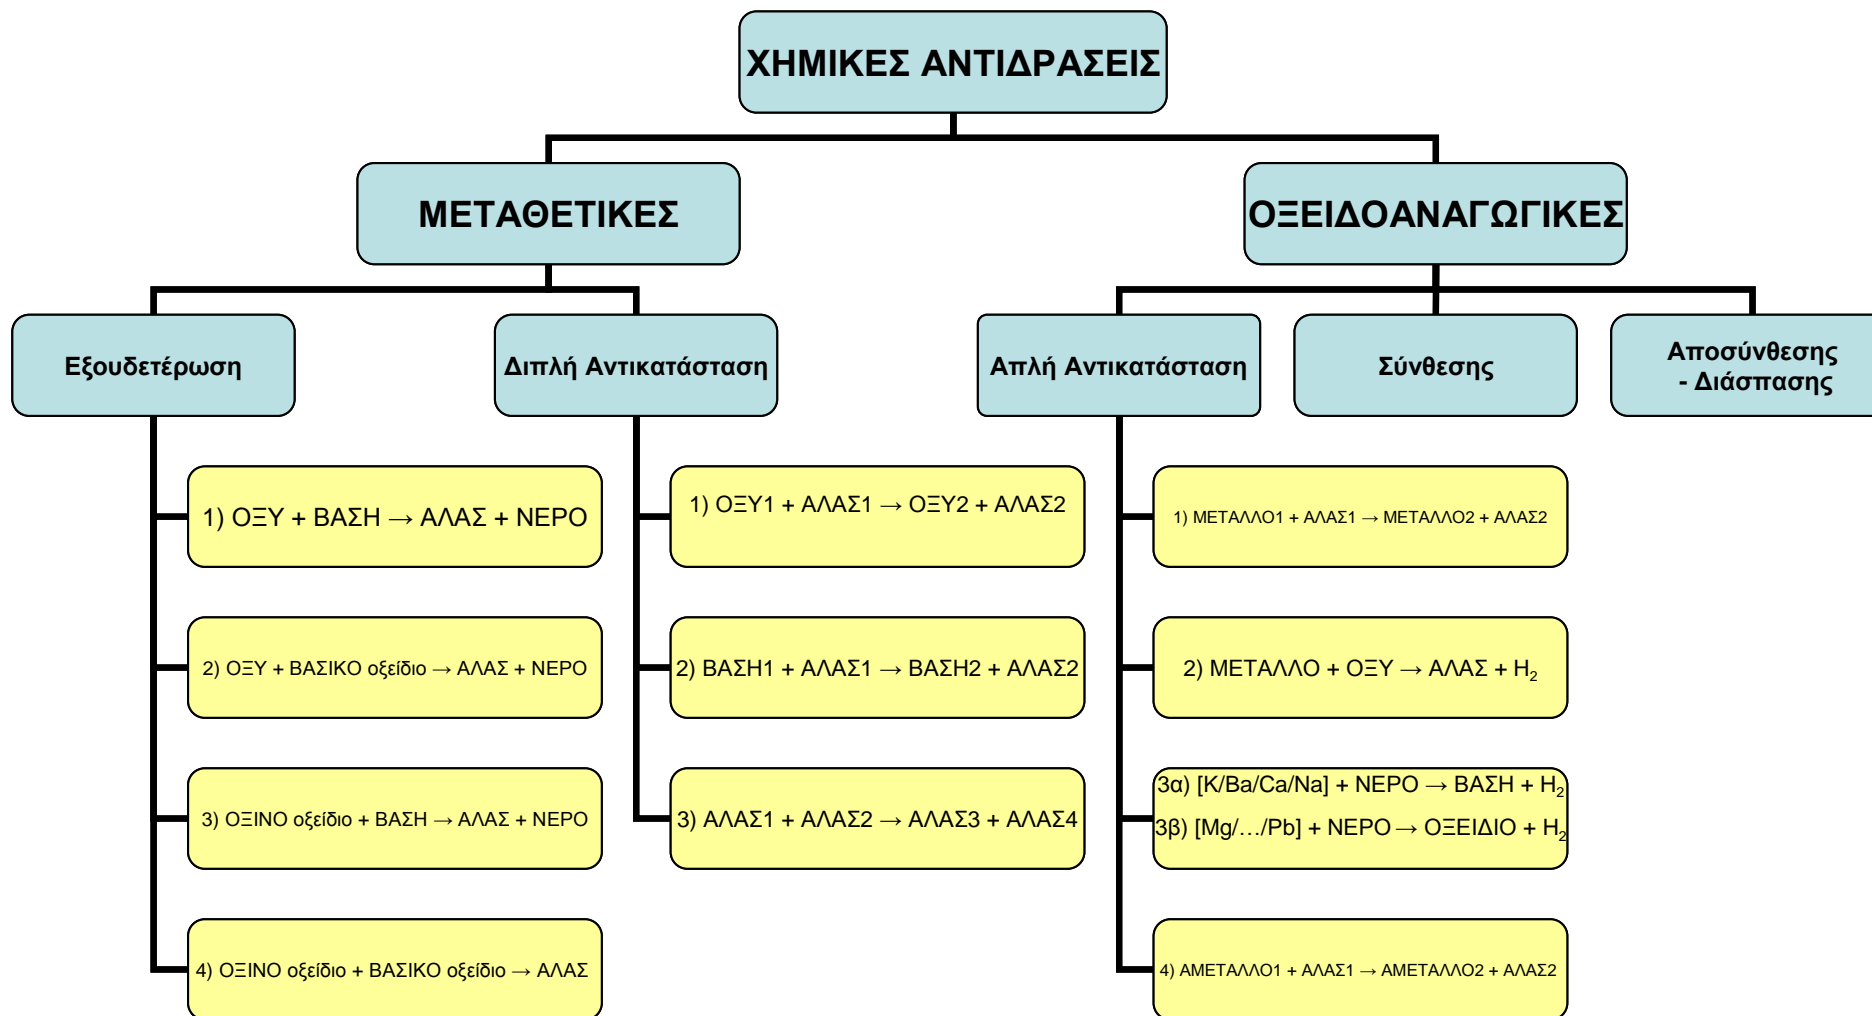 ΧΗΜΙΚΕΣ ΑΝΤΙΔΡΑΣΕΙΣ
ΜΕΤΑΘΕΤΙΚΕΣ
ΟΞΕΙΔΟΑΝΑΓΩΓΙΚΕΣ
Εξουδετέρωση
Διπλή Αντικατάσταση
Απλή Αντικατάσταση
Σύνθεσης
Αποσύνθεσης
- Διάσπασης
1) ΟΞΥ + ΒΑΣΗ → ΑΛΑΣ + ΝΕΡΟ
2) ΟΞΥ + ΒΑΣΙΚΟ οξείδιο → ΑΛΑΣ + ΝΕΡΟ
3) ΟΞΙΝΟ οξείδιο + ΒΑΣΗ → ΑΛΑΣ + ΝΕΡΟ
4) ΟΞΙΝΟ οξείδιο + ΒΑΣΙΚΟ οξείδιο → ΑΛΑΣ
1) ΟΞΥ1 + ΑΛΑΣ1 → ΟΞΥ2 + ΑΛΑΣ2
2) ΒΑΣΗ1 + ΑΛΑΣ1 → ΒΑΣΗ2 + ΑΛΑΣ2
3) ΑΛΑΣ1 + ΑΛΑΣ2 → ΑΛΑΣ3 + ΑΛΑΣ4
1) ΜΕΤΑΛΛΟ1 + ΑΛΑΣ1 → ΜΕΤΑΛΛΟ2 + ΑΛΑΣ2
2) ΜΕΤΑΛΛΟ + ΟΞΥ → ΑΛΑΣ + H₂
3α) [K/Ba/Ca/Na] + ΝΕΡΟ → ΒΑΣΗ + H₂
3β) [Mg/…/Pb] + ΝΕΡΟ → ΟΞΕΙΔΙΟ + H₂
4) ΑΜΕΤΑΛΛΟ1 + ΑΛΑΣ1 → ΑΜΕΤΑΛΛΟ2 + ΑΛΑΣ2